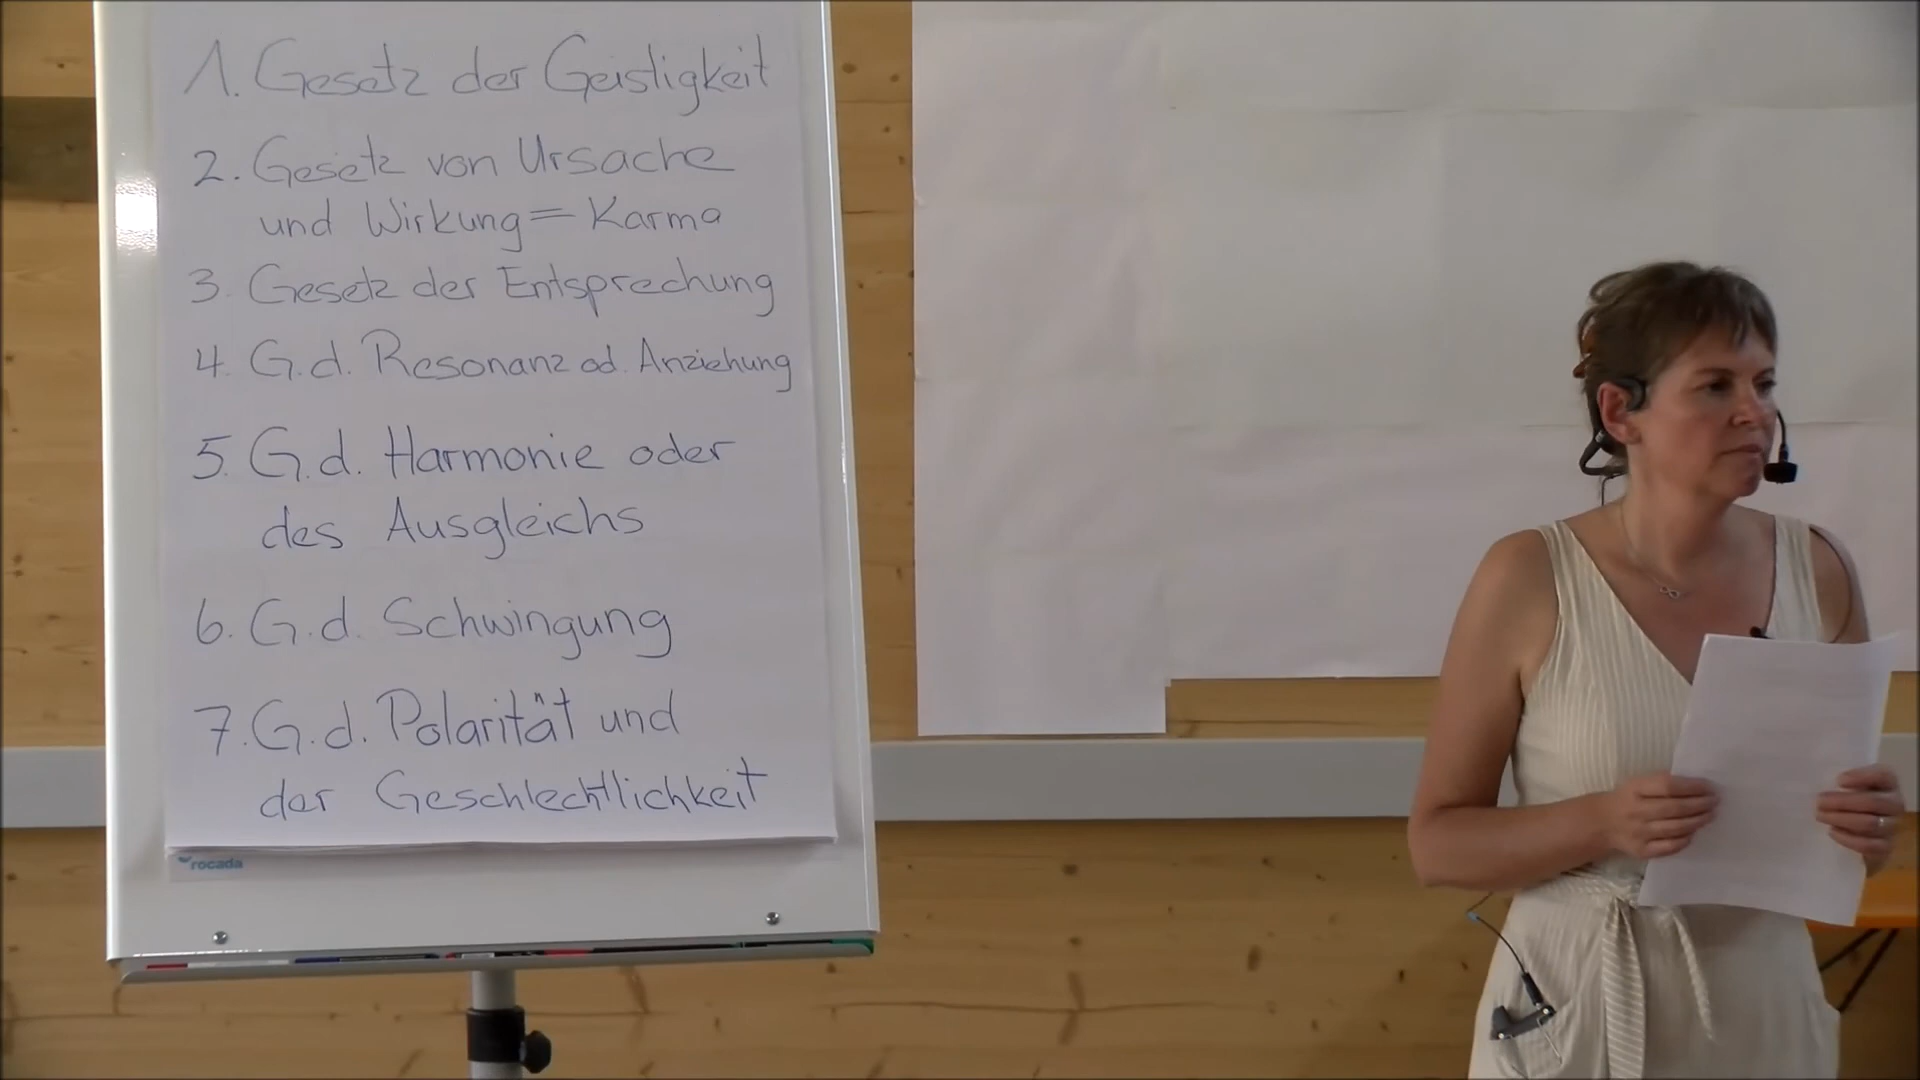 1. Gesetz der Geistigkeit
2. Gesetz von Ursache
und Wirkung = Karma
3. Gesetz der Entsprechung
4. G.d. Resonanz od. Anziehung
5. G.d. Harmonie oder
des Ausgleichs
6. G.d. Schwingung
7. G.d. Polarität und
der Geschlechtlichkeit
rocada